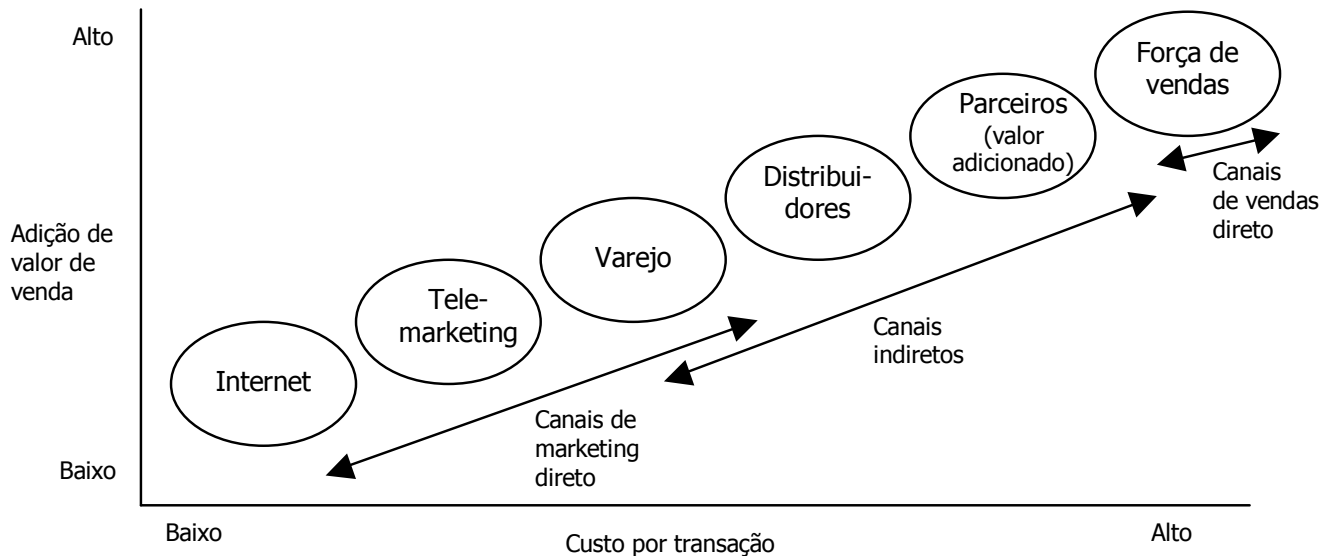 Alto
Força de
vendas
Parceiros
(valor
adicionado)
Distribui-
dores
Canais
de vendas
direto
Adição de
valor de
venda
Varejo
Tele-
marketing
Canais
indiretos
Internet
Canais de
marketing
direto
Baixo
Baixo
Custo por transação
Alto